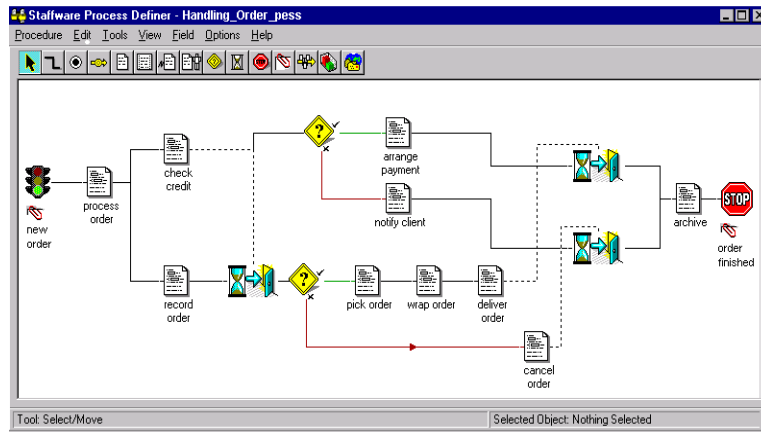 Staffware Process Definer - Handling_Order_pess
Procedure Edit Tools View Field Options Help
?
arrange
payment
check
credit
new
order
process
order
notify client
archive
STOP
order
finished
record
order
?
pick order
wrap order
deliver
order
cancel
order
Tool: Select/Move
Selected Object: Nothing Selected